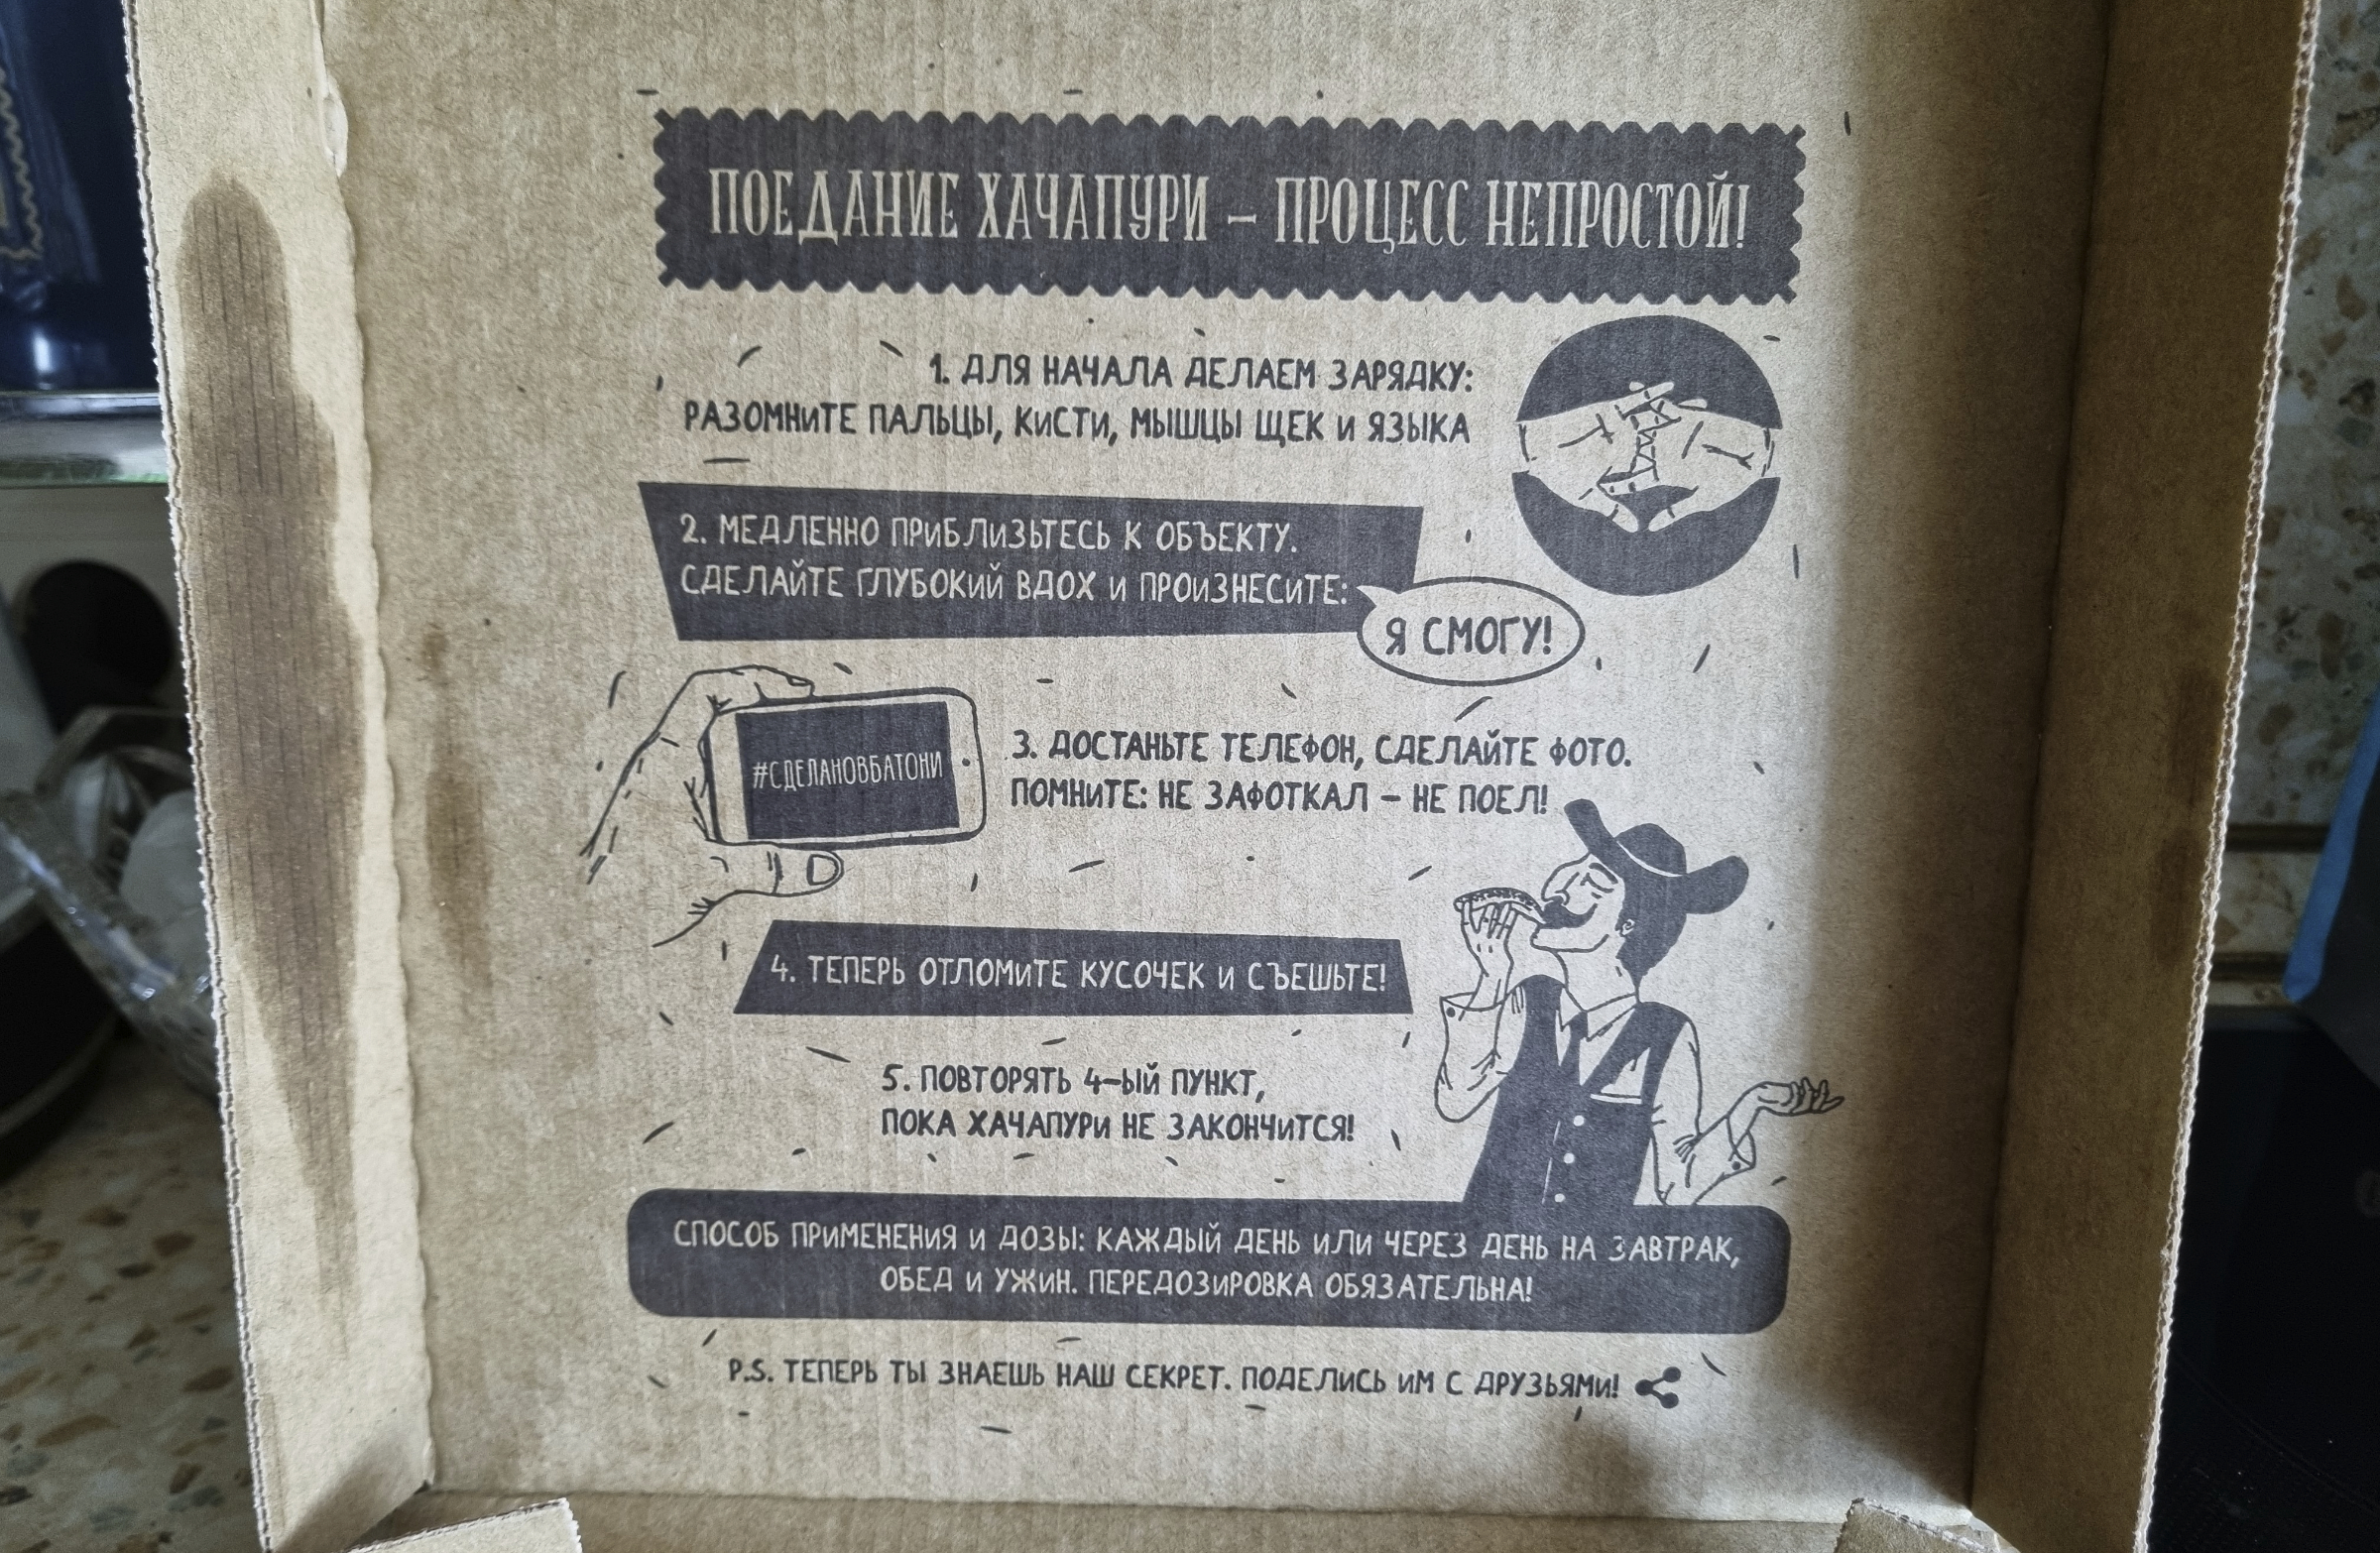 ПОЕДАНИЕ ХАЧАПУРИ – ПРОЦЕСС НЕПРОСТОЙ!
1. ДЛЯ НАЧАЛА ДЕЛАЕМ ЗАРЯДКУ:
РАЗОМНИТЕ ПАЛЬЦЫ, КИСТИ, МЫШЦЫ ЩЕК И ЯЗЫКА
2. МЕДЛЕННО ПРИБЛИЗЬТЕСЬ К ОБЪЕКТУ.
СДЕЛАЙТЕ ГЛУБОКИЙ ВДОХ И ПРОИЗНЕСИТЕ:
Я СМОГУ!
#СДЕЛАНОВБАТОНИ
3. ДОСТАНЬТЕ ТЕЛЕФОН, СДЕЛАЙТЕ ФОТО.
ПОМНИТЕ: НЕ ЗАФОТКАЛ – НЕ ПОЕЛ!
4. ТЕПЕРЬ ОТЛОМИТЕ КУСОЧЕК И СЪЕШЬТЕ!
5. ПОВТОРЯТЬ 4-ЫЙ ПУНКТ,
ПОКА ХАЧАПУРИ НЕ ЗАКОНЧИТСЯ!
СПОСОБ ПРИМЕНЕНИЯ И ДОЗЫ: КАЖДЫЙ ДЕНЬ ИЛИ ЧЕРЕЗ ДЕНЬ НА ЗАВТРАК,
ОБЕД И УЖИН. ПЕРЕДОЗИРОВКА ОБЯЗАТЕЛЬНА!
P.S. ТЕПЕРЬ ТЫ ЗНАЕШЬ НАШ СЕКРЕТ. ПОДЕЛИСЬ ИМ С ДРУЗЬЯМИ!